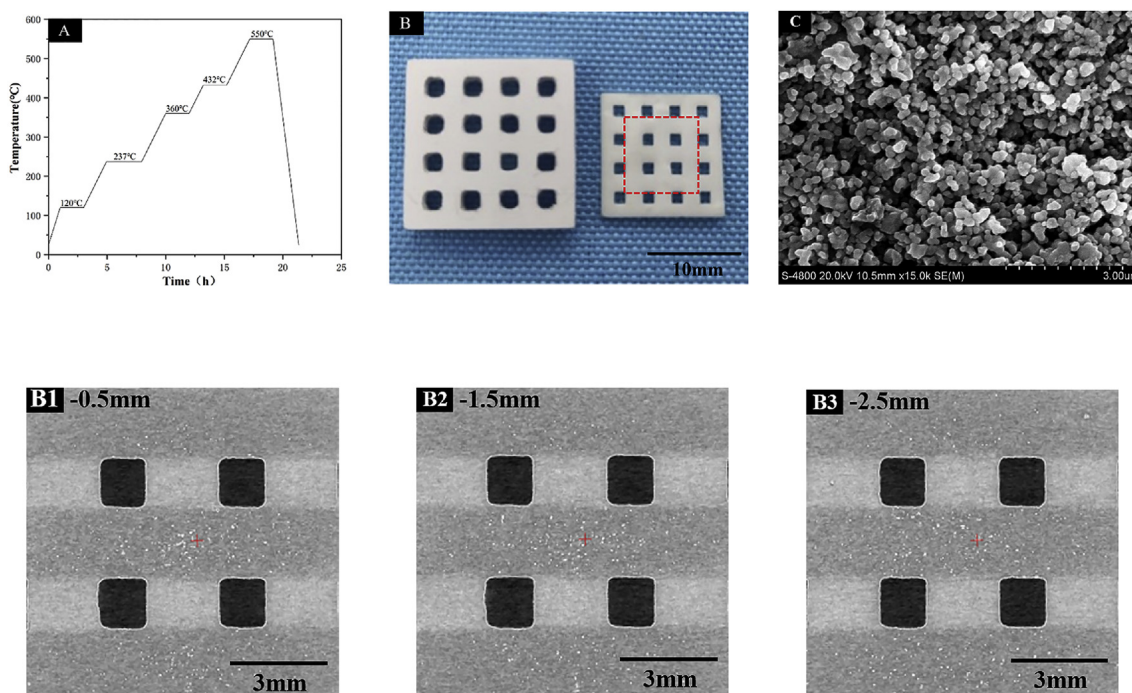 A
Temperature(℃)
600
500
400
300
200
100
0
120℃
237℃
360℃
432℃
550℃
0 5 10 15 20 25
Time（h）
B
10mm
C
S-4800 20.0kV 10.5mm x15.0k SE(M)
3.00um
B1 -0.5mm
3mm
B2 -1.5mm
3mm
B3 -2.5mm
3mm